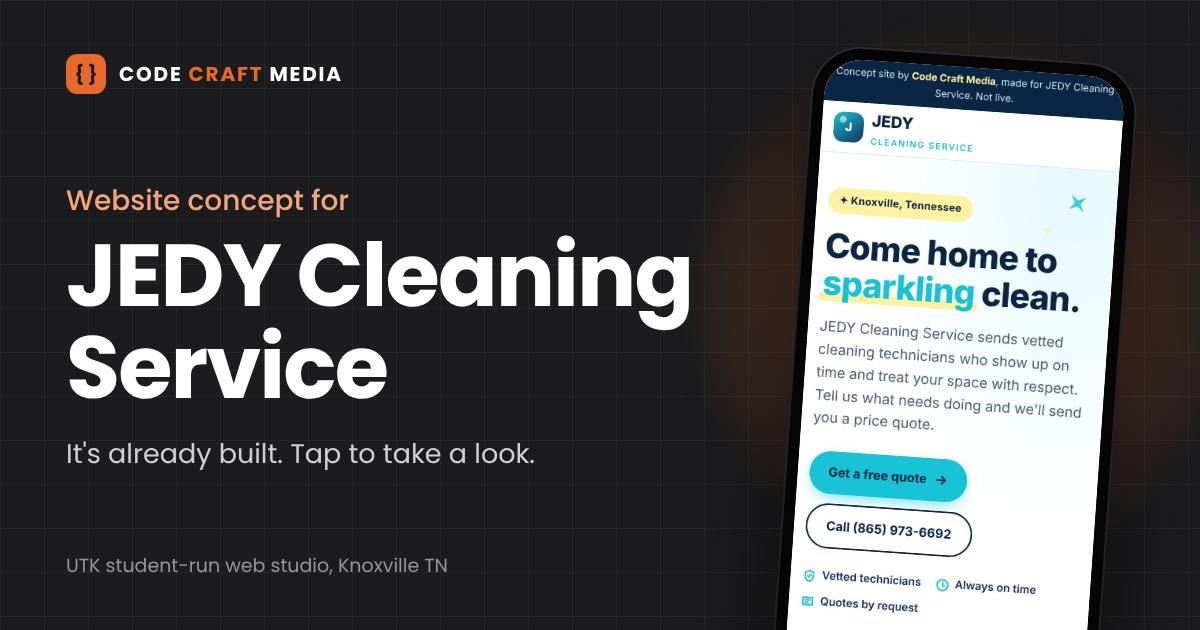 { } CODE CRAFT MEDIA
Website concept for
JEDY Cleaning
Service
It's already built. Tap to take a look.
UTK student-run web studio, Knoxville TN
Concept site by Code Craft Media, made for JEDY Cleaning
Service. Not live.
J
JEDY
CLEANING SERVICE
Knoxville, Tennessee
Come home to
sparkling clean.
JEDY Cleaning Service sends vetted
cleaning technicians who show up on
time and treat your space with respect.
Tell us what needs doing and we'll send
you a price quote.
Get a free quote →
Call (865) 973-6692
Vetted technicians
Always on time
Quotes by request